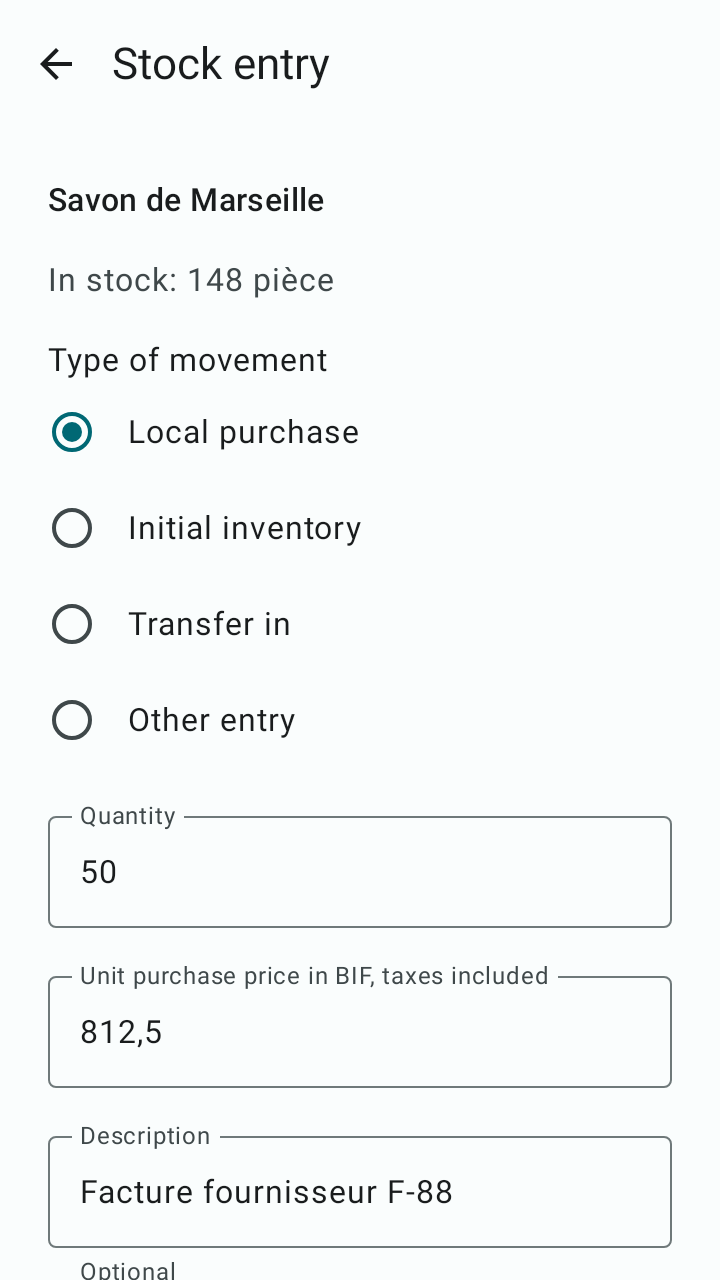 Stock entry
Savon de Marseille
In stock: 148 pièce
Type of movement
Local purchase
Initial inventory
Transfer in
Other entry
Quantity
50
Unit purchase price in BIF, taxes included
812,5
Description
Facture fournisseur F-88
Optional